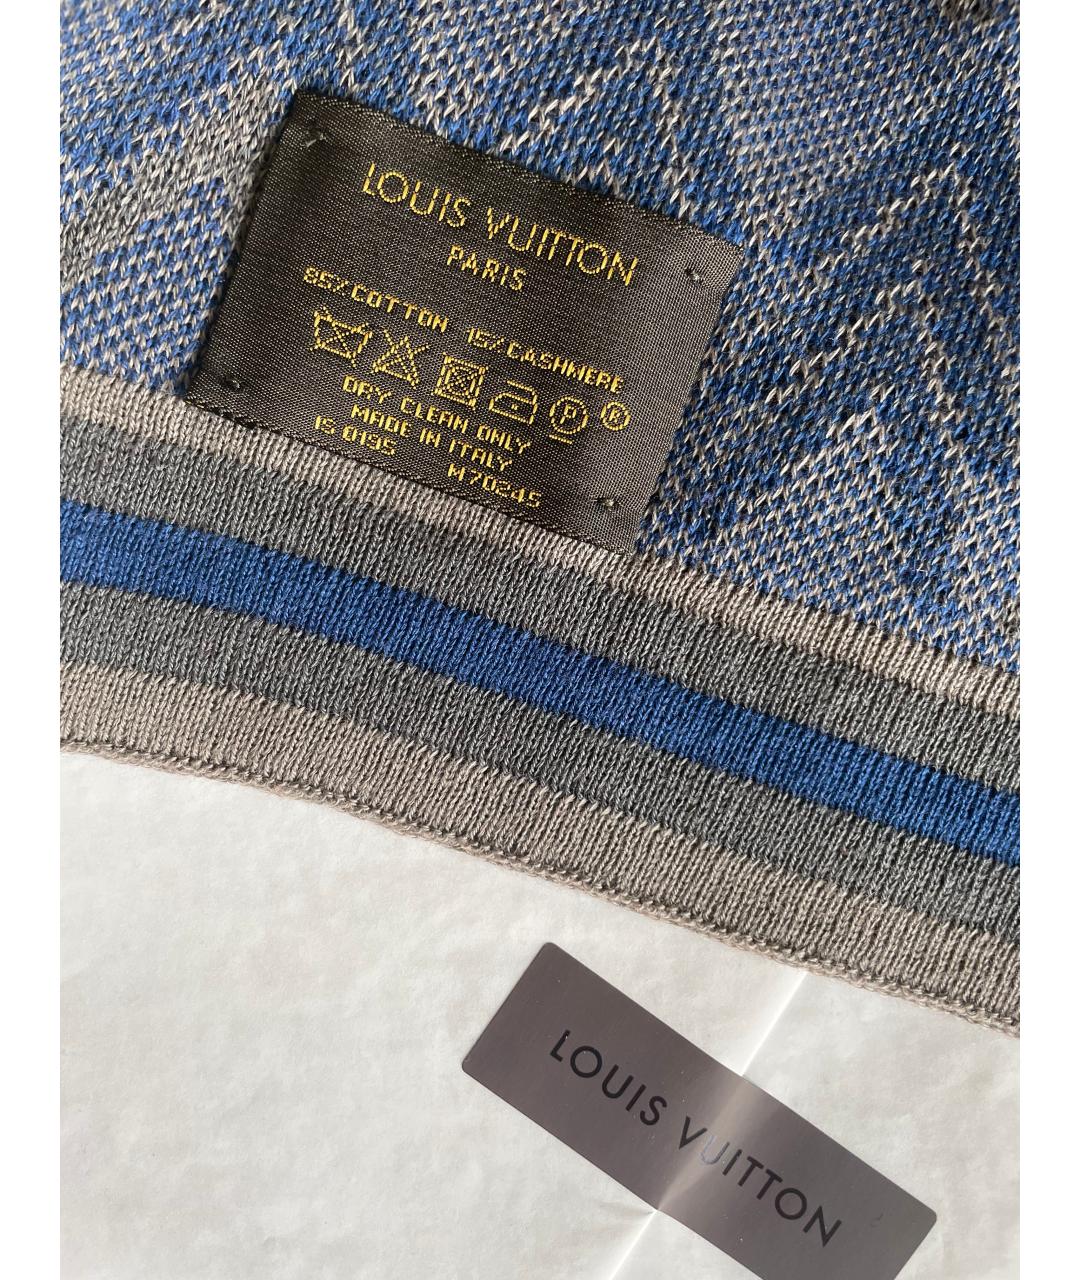 LOUIS VUITTON
PARIS
85% COTTON 15% CASHMERE
P R
DRY CLEAN ONLY
MADE IN ITALY
IS 0195 M70245
LOUIS VUITTON